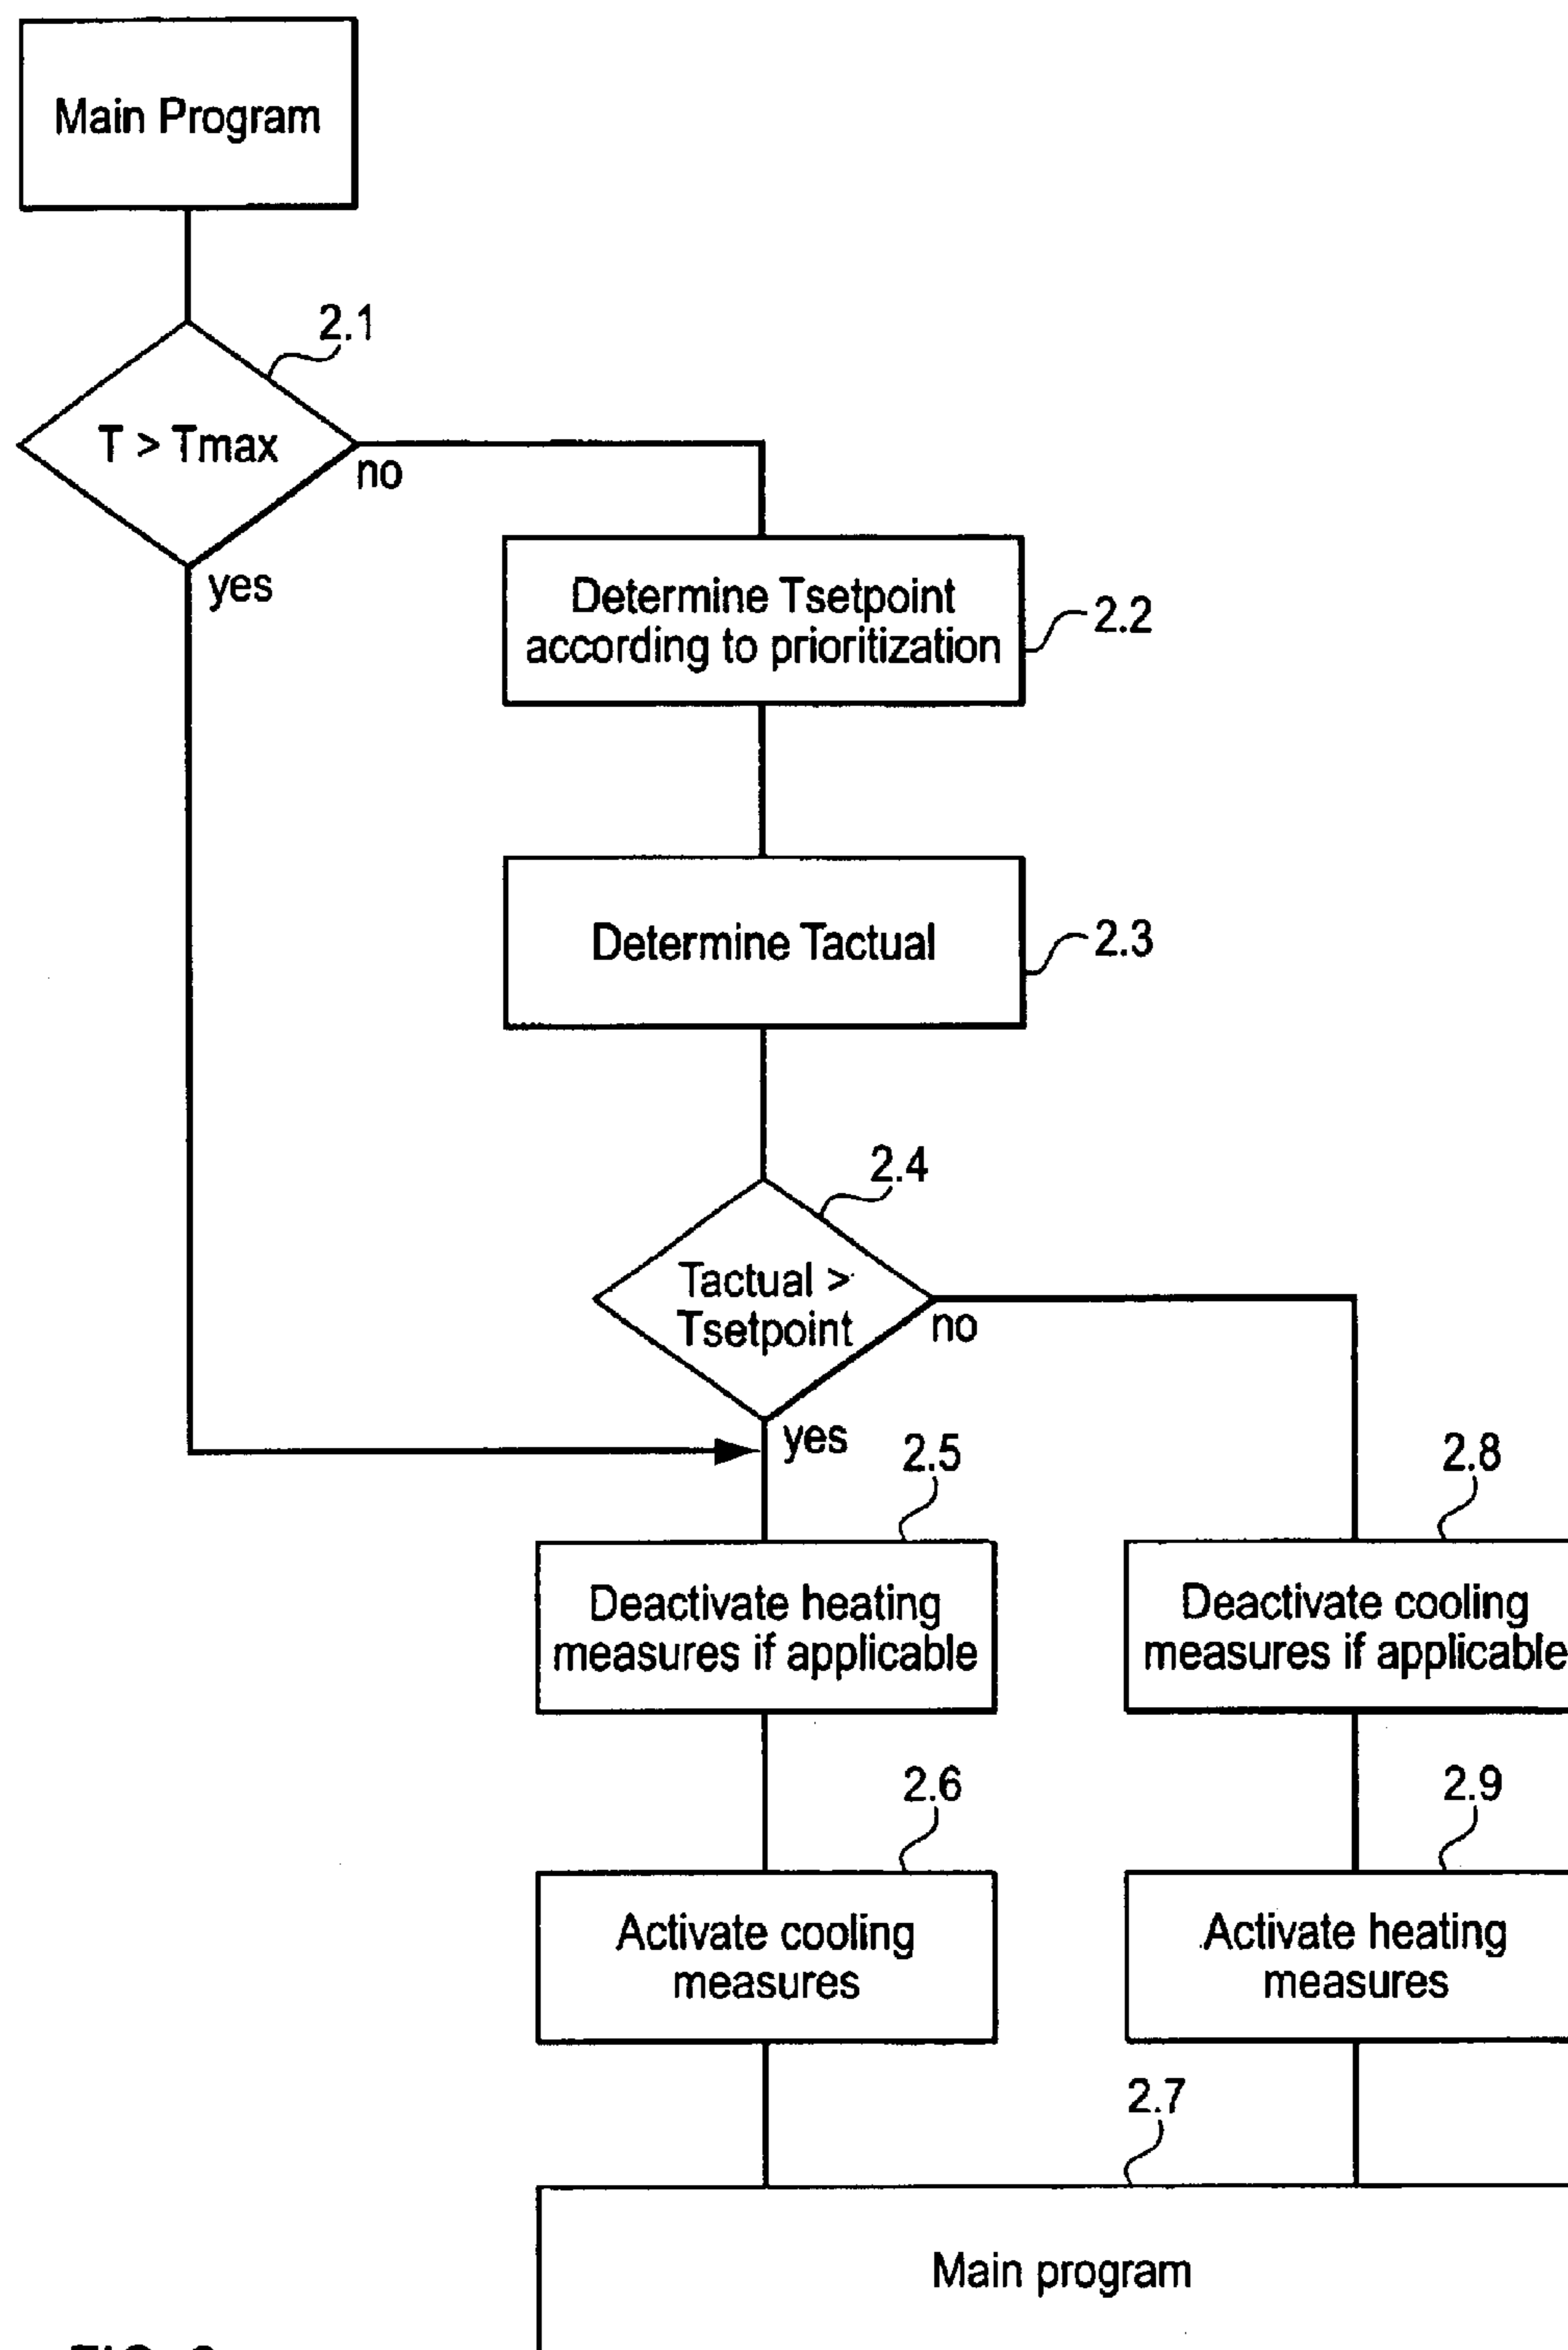 Main Program
2.1
T > Tmax
no
yes
Determine Tsetpoint
according to prioritization
2.2
Determine Tactual
2.3
2.4
Tactual >
Tsetpoint
no
yes
2.5
2.8
Deactivate heating
measures if applicable
Deactivate cooling
measures if applicable
2.6
2.9
Activate cooling
measures
Activate heating
measures
2.7
Main program